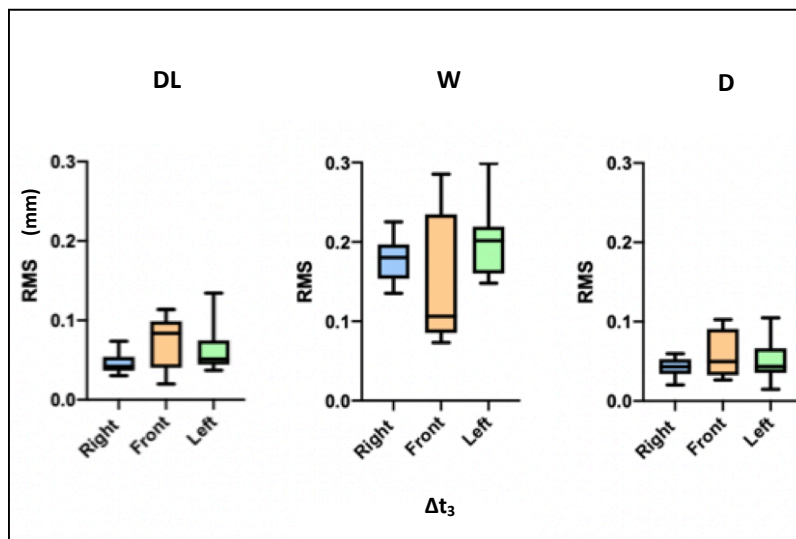 DL
W
D
0.3
0.2
0.1
0.0
RMS (mm)
Right
Front
Left
0.3
0.2
0.1
0.0
RMS
Right
Front
Left
0.3
0.2
0.1
0.0
RMS
Right
Front
Left
Δt₃